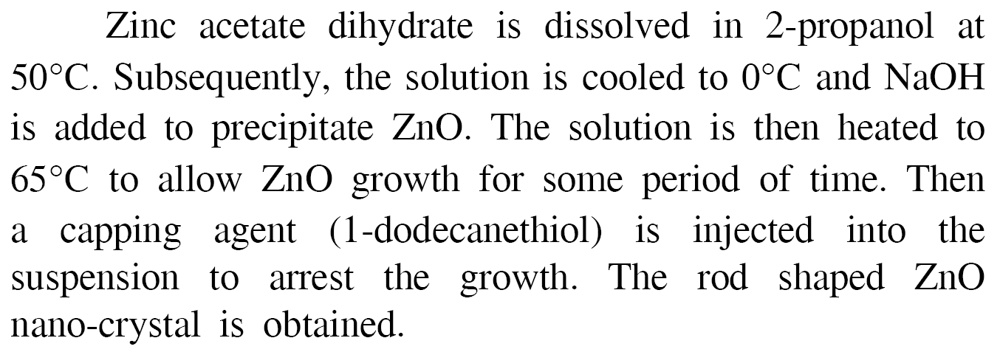 Zinc acetate dihydrate is dissolved in 2-propanol at
50°C. Subsequently, the solution is cooled to 0°C and NaOH
is added to precipitate ZnO. The solution is then heated to
65°C to allow ZnO growth for some period of time. Then
a capping agent (1-dodecanethiol) is injected into the
suspension to arrest the growth. The rod shaped ZnO
nano-crystal is obtained.